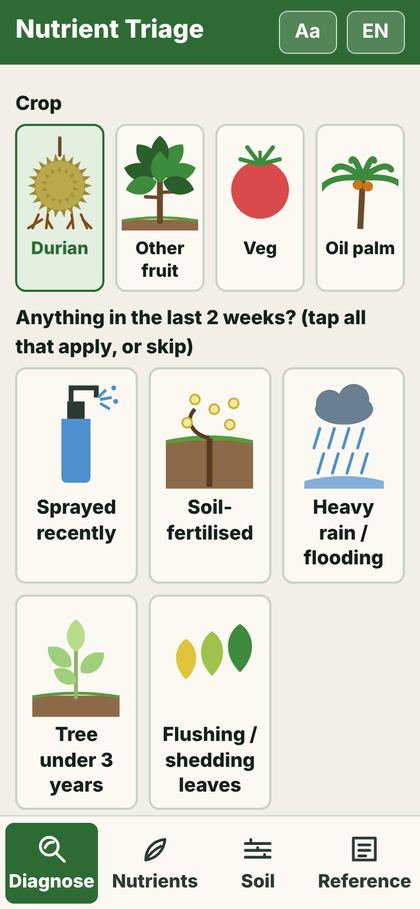 Nutrient Triage
Aa
EN
Crop
Durian
Other
fruit
Veg
Oil palm
Anything in the last 2 weeks? (tap all
that apply, or skip)
Sprayed
recently
Soil-
fertilised
Heavy
rain /
flooding
Tree
under 3
years
Flushing /
shedding
leaves
Diagnose
Nutrients
Soil
Reference